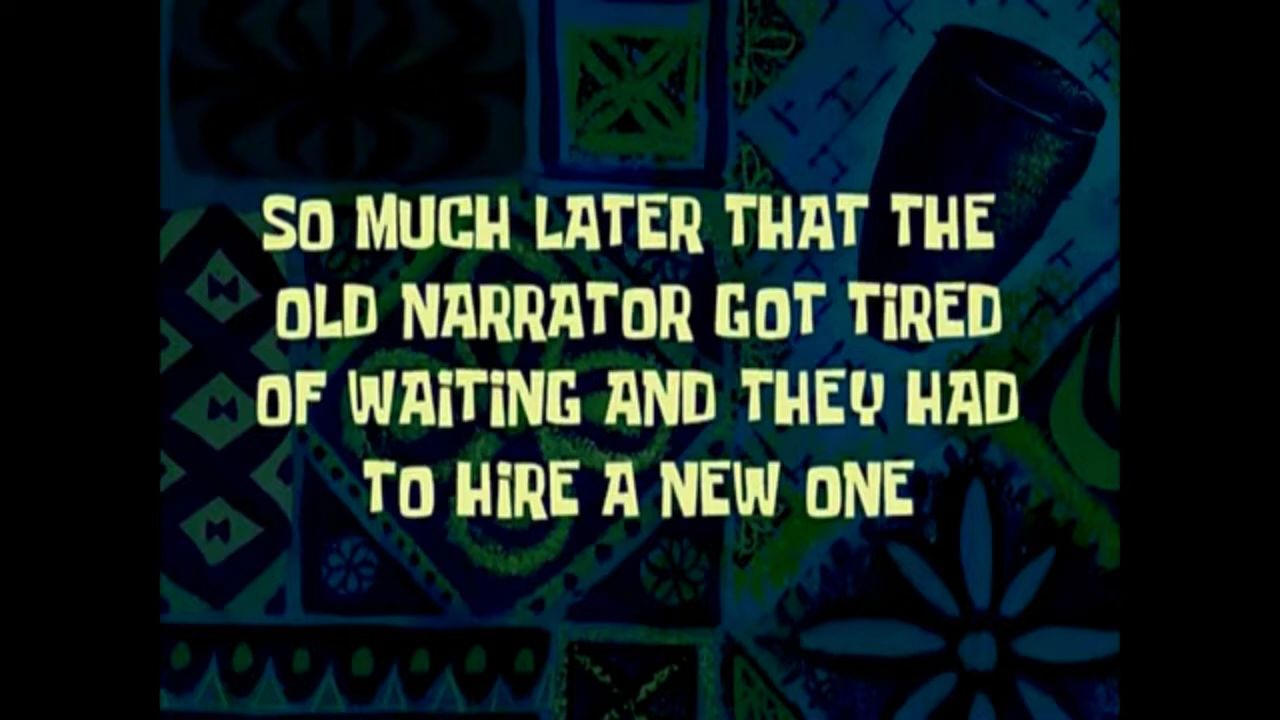 SO MUCH LATER THAT THE
OLD NARRATOR GOT TiRED
OF WAiTiNG AND THEY HAD
TO HiRE A NEW ONE